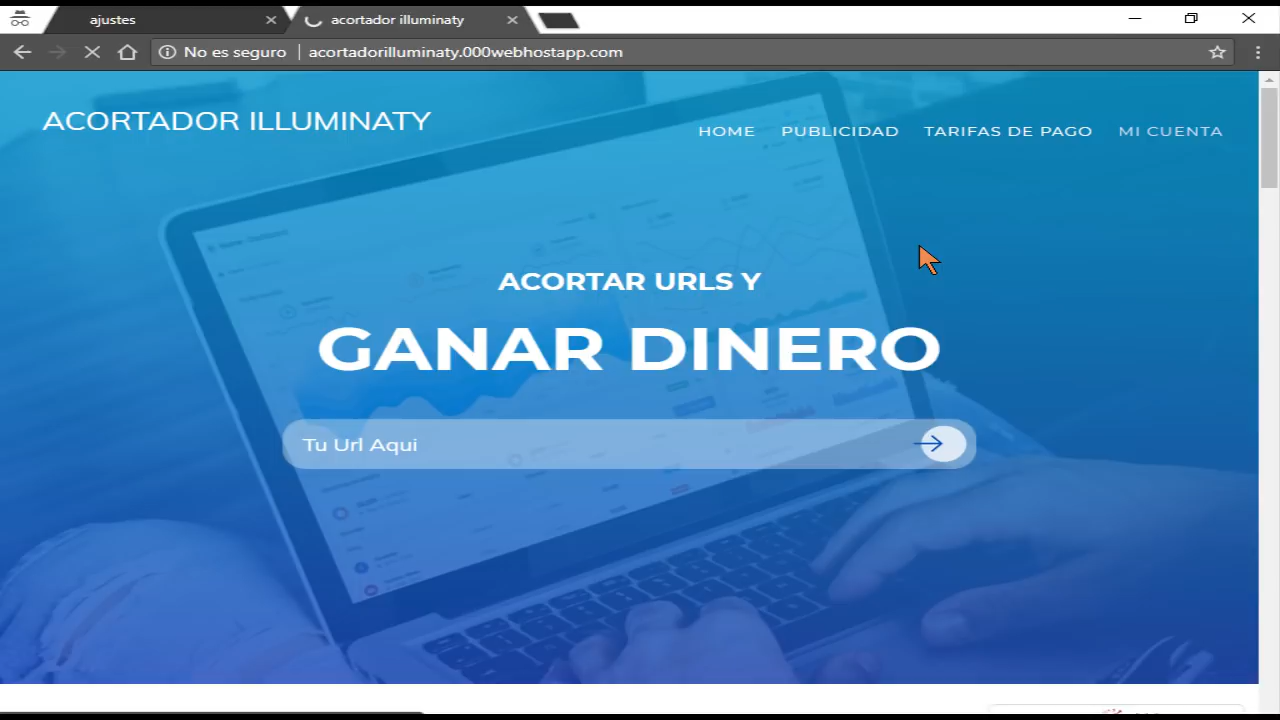 ajustes
acortador illuminaty
No es seguro
acortadorilluminaty.000webhostapp.com
ACORTADOR ILLUMINATY
HOME
PUBLICIDAD
TARIFAS DE PAGO
MI CUENTA
ACORTAR URLS Y
GANAR DINERO
Tu Url Aqui